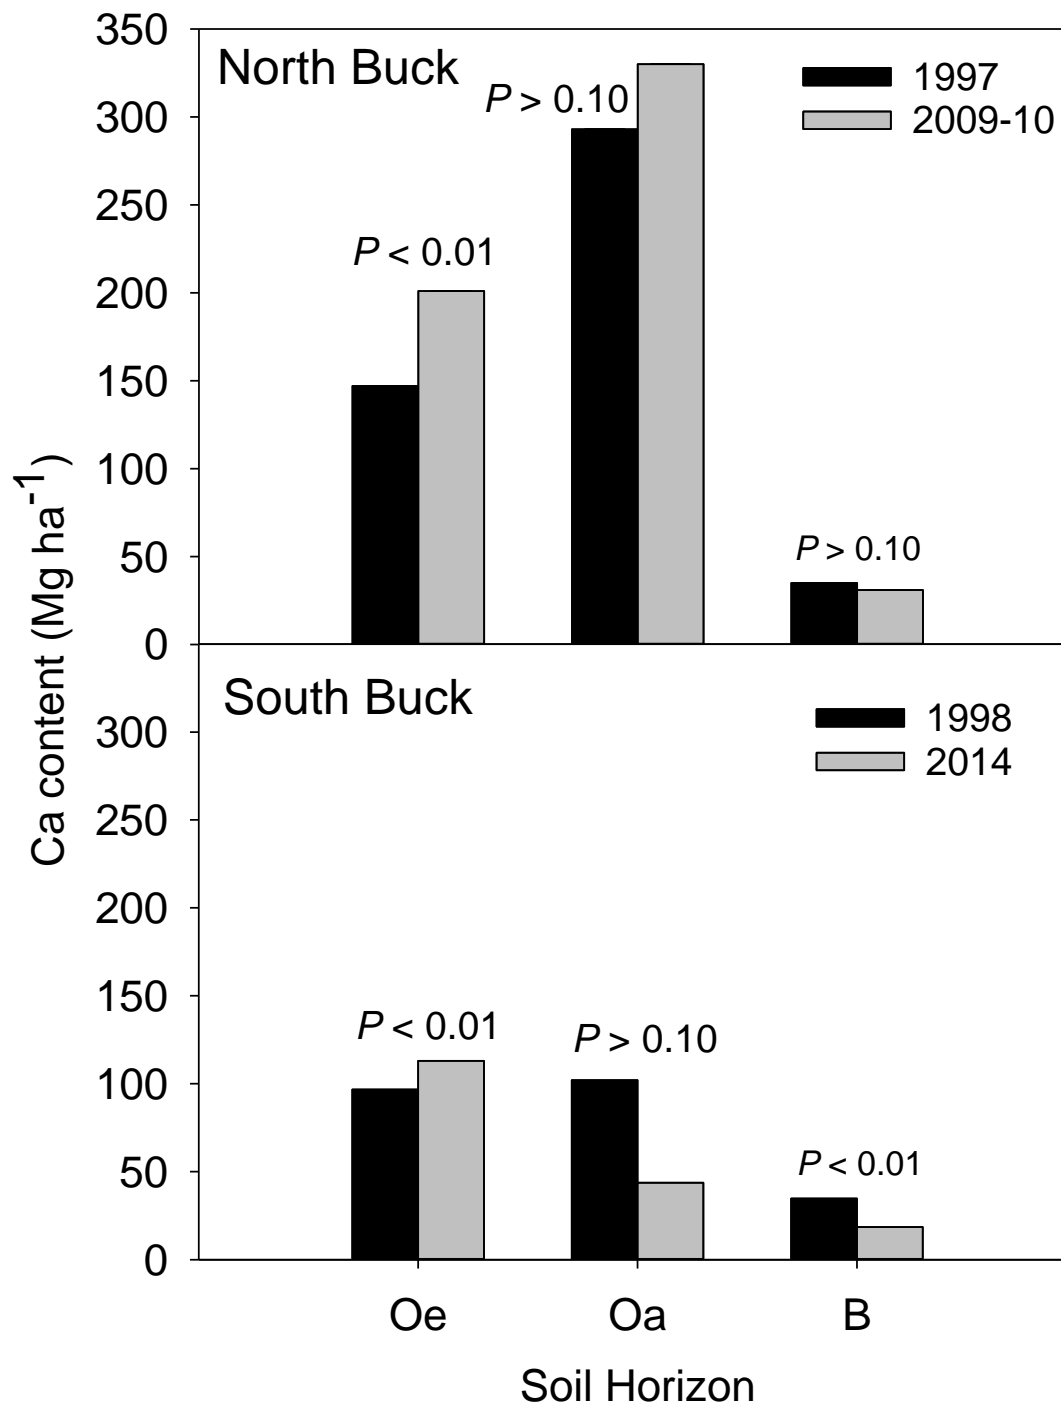 North Buck
1997
2009-10
P > 0.10
P < 0.01
P > 0.10
350
300
250
200
150
100
50
0
Ca content (Mg ha⁻¹)
South Buck
1998
2014
P < 0.01
P > 0.10
P < 0.01
300
250
200
150
100
50
0
Oe Oa B
Soil Horizon